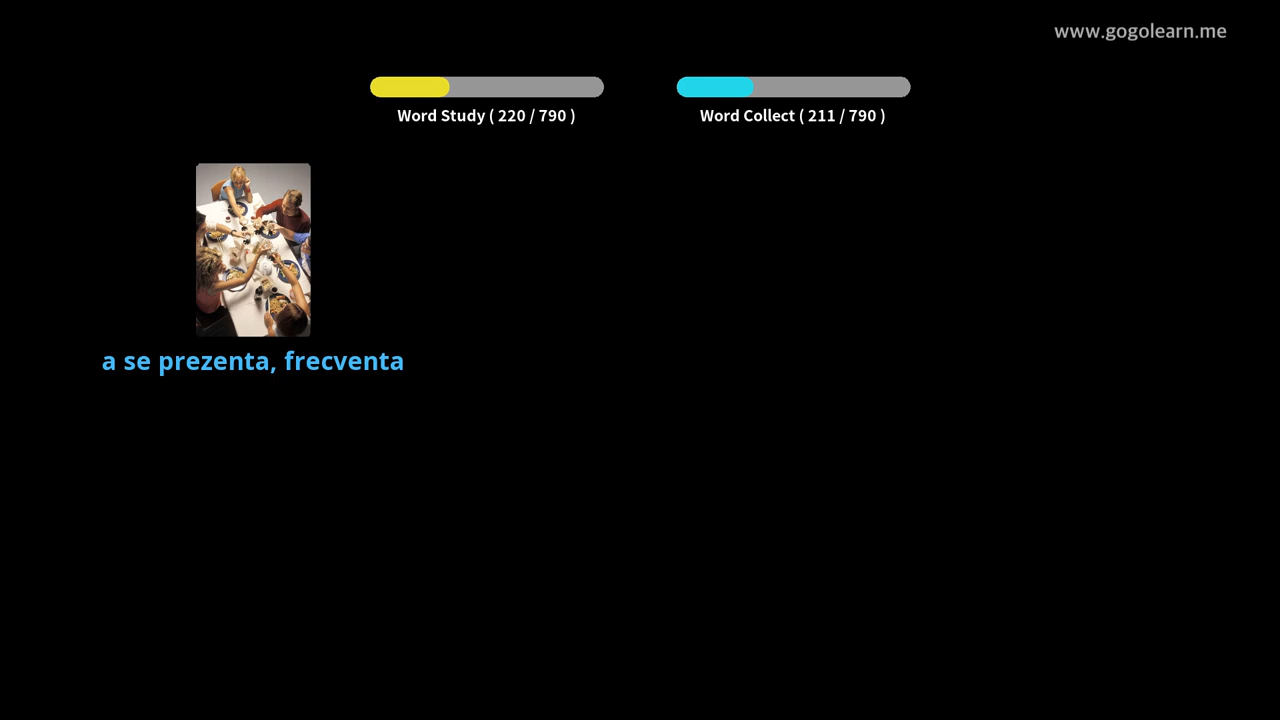 www.gogolearn.me
Word Study ( 220 / 790 )
Word Collect ( 211 / 790 )
a se prezenta, frecventa